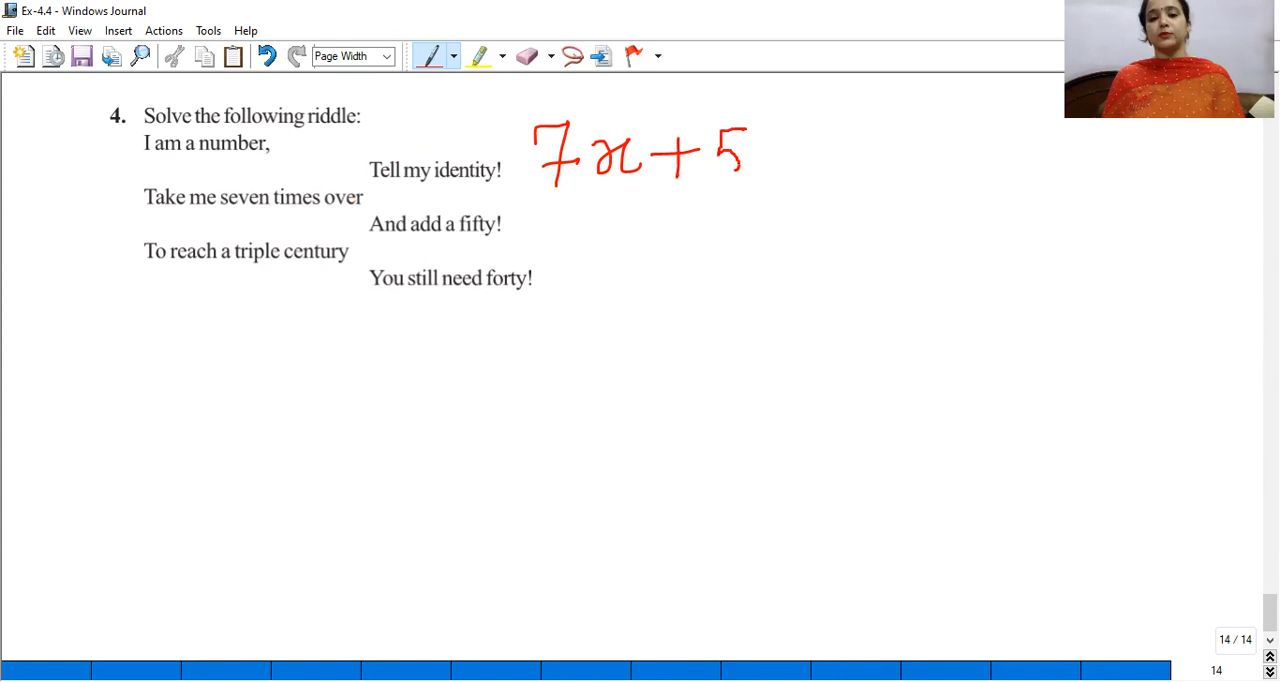 Ex-4.4 - Windows Journal
File Edit View Insert Actions Tools Help
Page Width
4. Solve the following riddle:
I am a number,
Tell my identity!
7x+5
Take me seven times over
And add a fifty!
To reach a triple century
You still need forty!
14 / 14
14